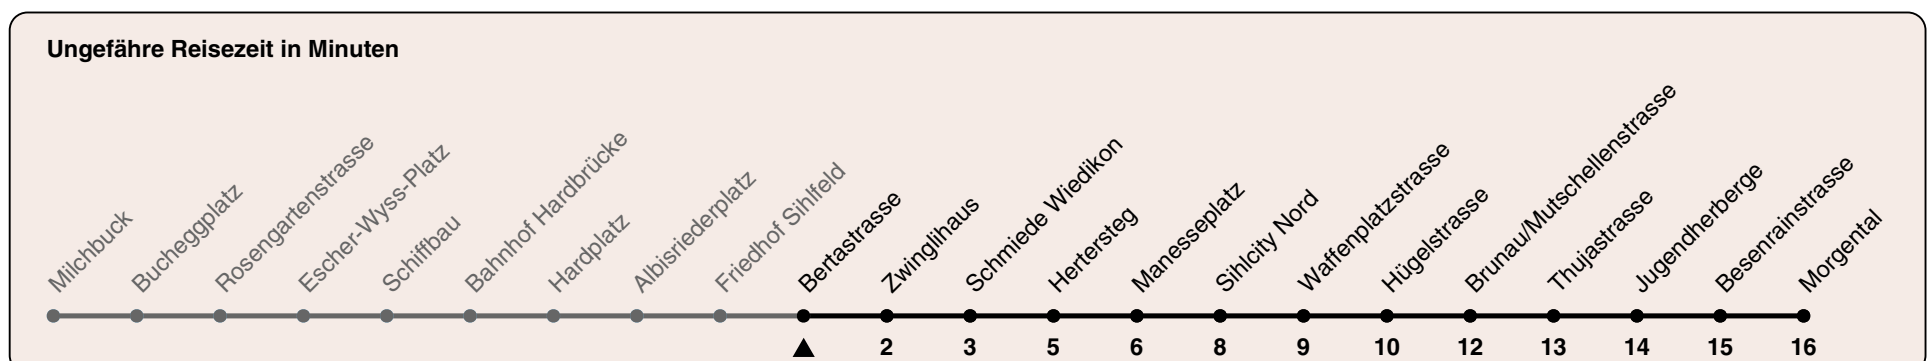 Ungefähre Reisezeit in Minuten
Milchbuck
Bucheggplatz
Rosengartenstrasse
Escher-Wyss-Platz
Schiffbau
Bahnhof Hardbrücke
Hardplatz
Albisriederplatz
Friedhof Sihlfeld
Bertastrasse
Zwinglihaus
Schmiede Wiedikon
Hertersteg
Manesseplatz
Sihlcity Nord
Waffenplatzstrasse
Hügelstrasse
Brunau/Mutschellenstrasse
Thujastrasse
Jugendherberge
Besenrainstrasse
Morgental
2 3 5 6 8 9 10 12 13 14 15 16